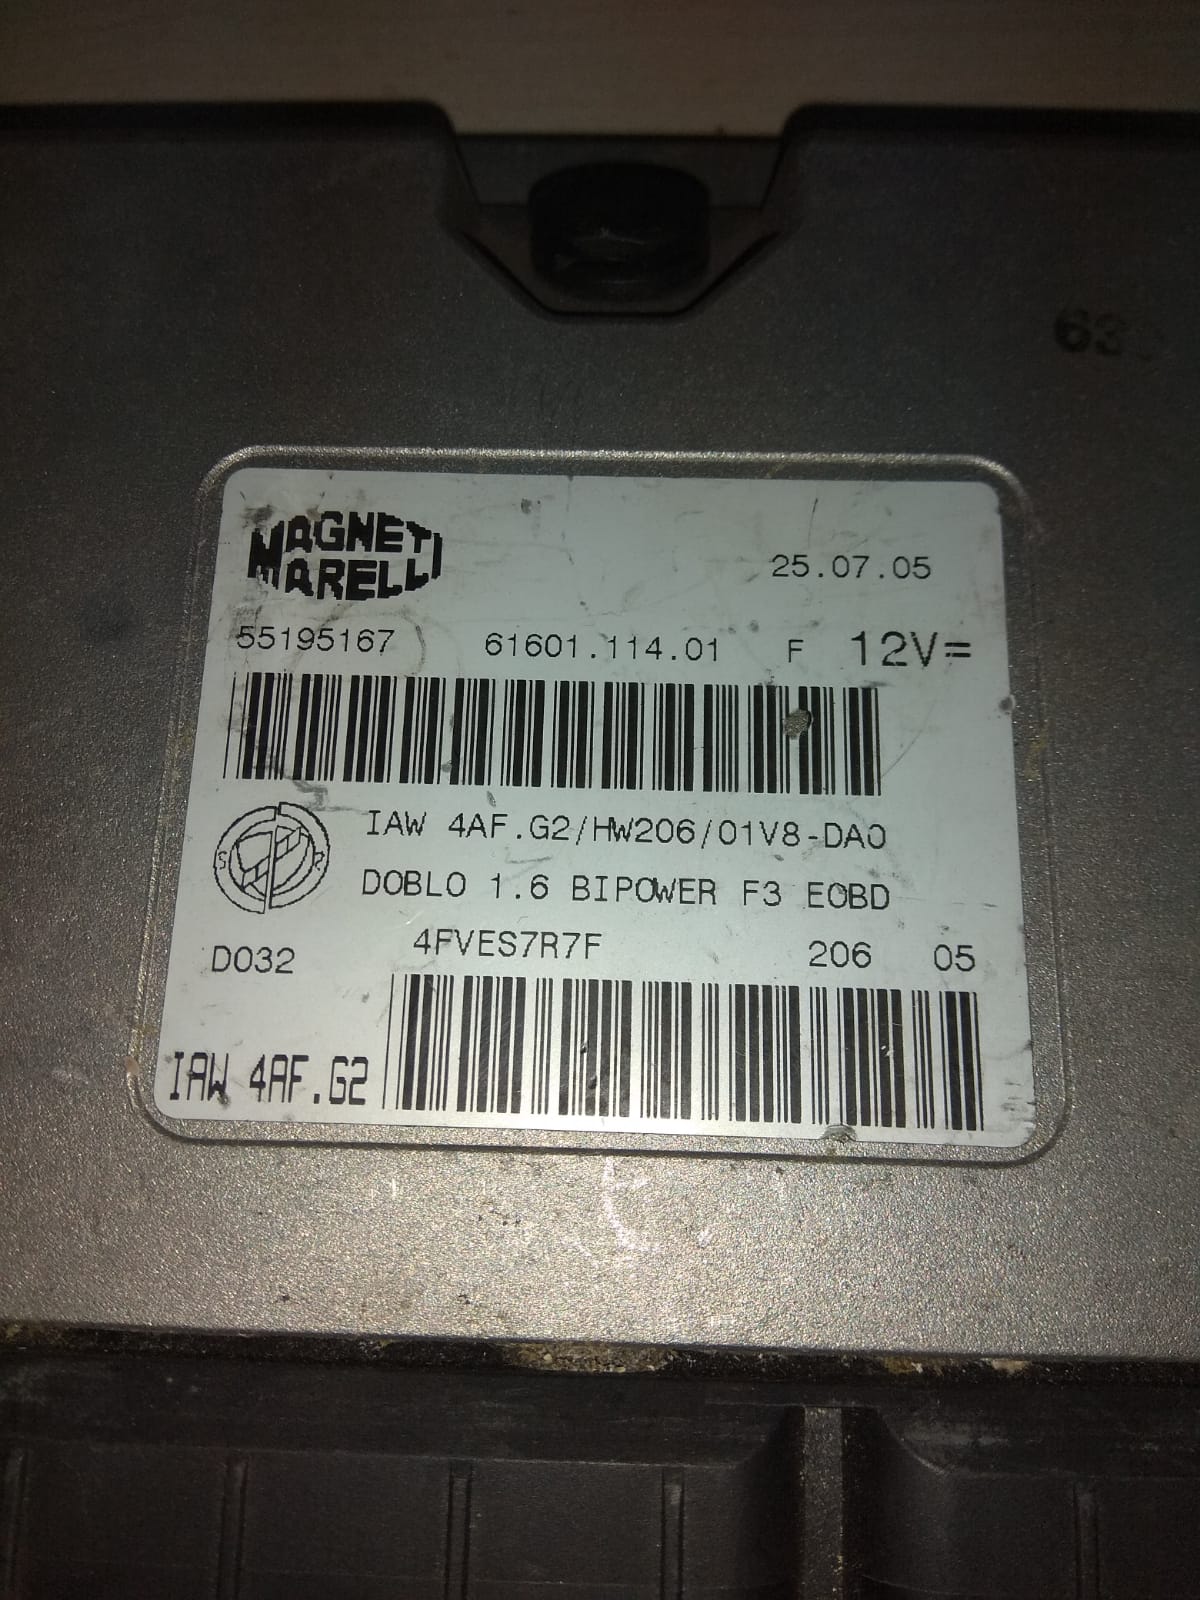 63
MAGNETI
MARELLI
25.07.05
55195167 61601.114.01 F 12V=
IAW 4AF.G2/HW206/01V8-DA0
DOBLO 1.6 BIPOWER F3 EOBD
D032 4FVES7R7F 206 05
IAW 4AF.G2